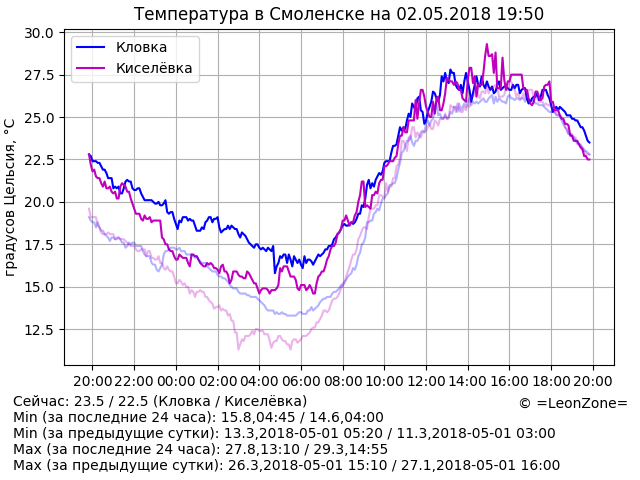 Температура в Смоленске на 02.05.2018 19:50
Кловка
Киселёвка
градусов Цельсия, °C
30.0
27.5
25.0
22.5
20.0
17.5
15.0
12.5
20:00 22:00 00:00 02:00 04:00 06:00 08:00 10:00 12:00 14:00 16:00 18:00 20:00
Сейчас: 23.5 / 22.5 (Кловка / Киселёвка)
© =LeonZone=
Min (за последние 24 часа): 15.8,04:45 / 14.6,04:00
Min (за предыдущие сутки): 13.3,2018-05-01 05:20 / 11.3,2018-05-01 03:00
Max (за последние 24 часа): 27.8,13:10 / 29.3,14:55
Max (за предыдущие сутки): 26.3,2018-05-01 15:10 / 27.1,2018-05-01 16:00